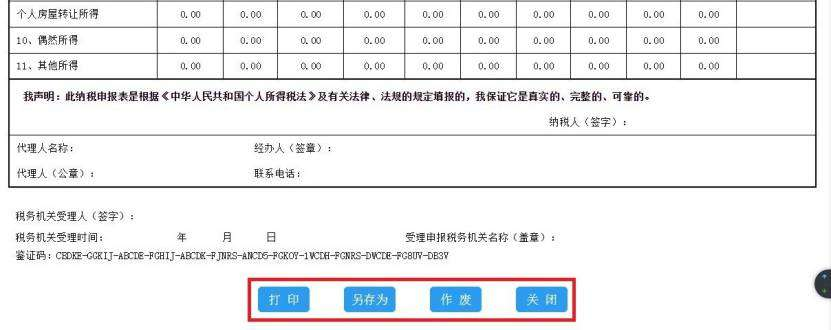 个人房屋转让所得 0.00 0.00 0.00 0.00 0.00 0.00 0.00 0.00 0.00
10、偶然所得 0.00 0.00 0.00 0.00 0.00 0.00 0.00 0.00 0.00
11、其他所得 0.00 0.00 0.00 0.00 0.00 0.00 0.00 0.00 0.00
我声明：此纳税申报表是根据《中华人民共和国个人所得税法》及有关法律、法规的规定填报的，我保证它是真实的、完整的、可靠的。
纳税人（签字）：
代理人名称： 经办人（签章）：
代理人（公章）： 联系电话：
税务机关受理人（签字）：
税务机关受理时间： 年 月 日 受理申报税务机关名称（盖章）：
鉴证码：CBDKE-GGKIJ-ABCDE-FGHIJ-ABCDK-FJNRS-ANCD5-FGKOY-1WCDH-FGNRS-DWCDE-FG8UV-DB3V
打 印 另存为 作 废 关 闭